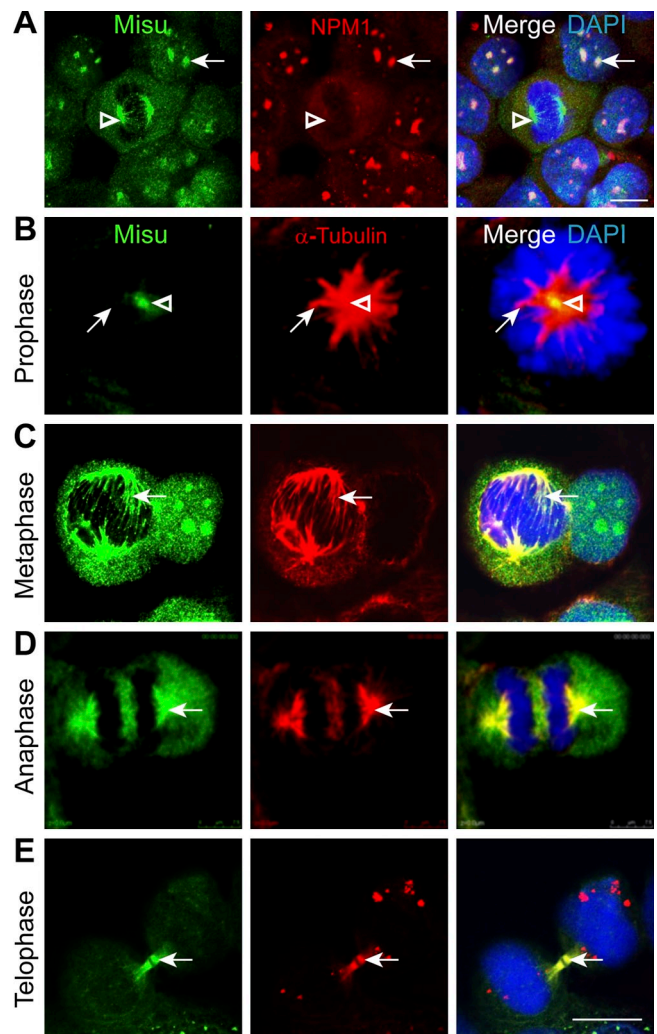 A
Misu
NPM1
Merge DAPI
B
Prophase
Misu
α-Tubulin
Merge DAPI
C
Metaphase
D
Anaphase
E
Telophase